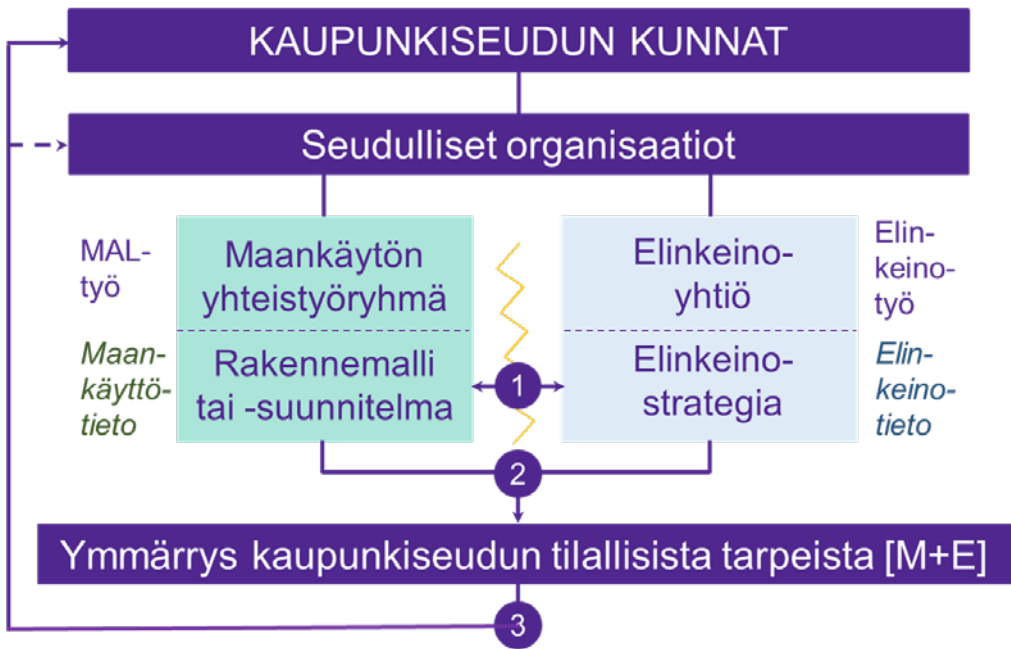 KAUPUNKISEUDUN KUNNAT
Seudulliset organisaatiot
MAL-
työ
Maankäytön
yhteistyöryhmä
Elinkeino-
yhtiö
Elin-
keino-
työ
Maan-
käyttö-
tieto
Rakennemalli
tai -suunnitelma
1
Elinkeino-
strategia
Elin-
keino-
tieto
2
Ymmärrys kaupunkiseudun tilallisista tarpeista [M+E]
3